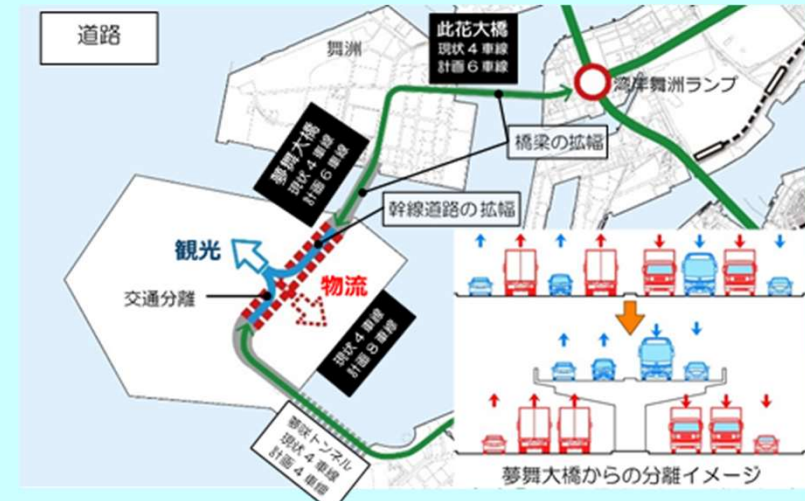 道路
舞洲
此花大橋
現状4車線
計画6車線
湾岸舞洲ランプ
橋梁の拡幅
夢舞大橋
現状4車線
計画6車線
幹線道路の拡幅
観光
物流
交通分離
現状4車線
計画8車線
夢咲トンネル
現状4車線
計画4車線
夢舞大橋からの分離イメージ